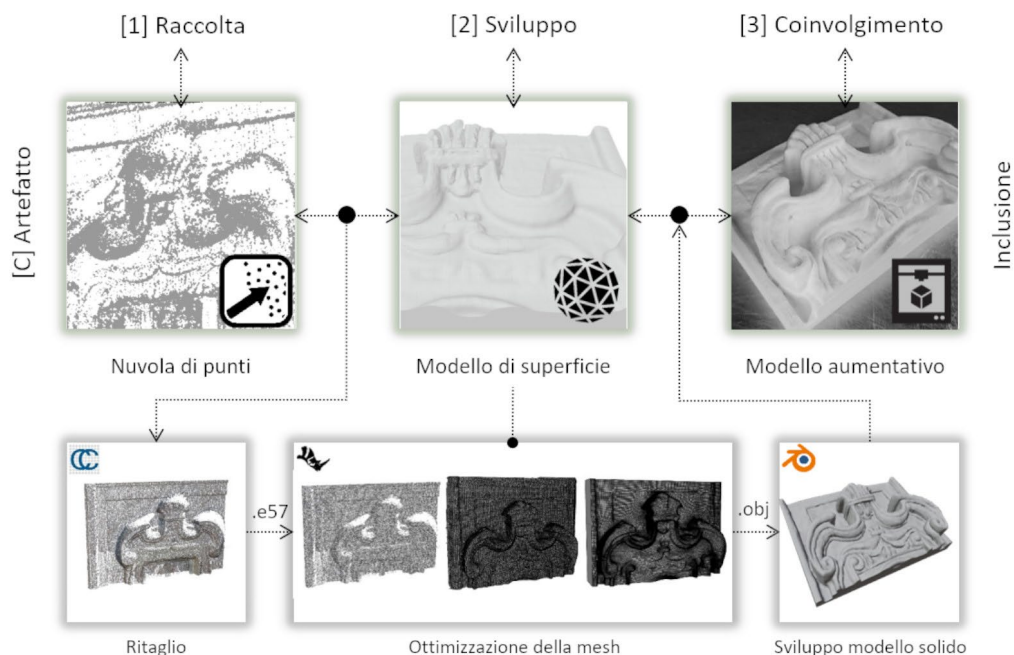 [1] Raccolta
[2] Sviluppo
[3] Coinvolgimento
[C] Artefatto
Inclusione
Nuvola di punti
Modello di superficie
Modello aumentativo
.e57
.obj
Ritaglio
Ottimizzazione della mesh
Sviluppo modello solido